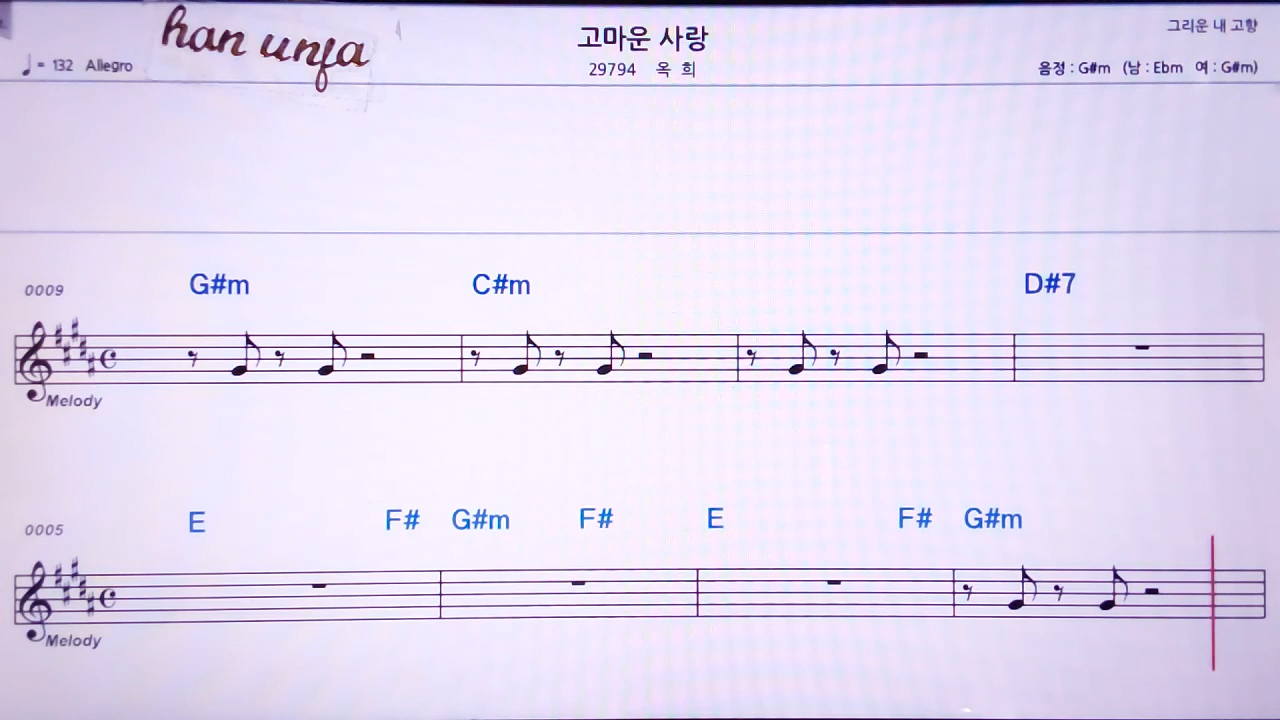 han unja
고마운 사랑
그리운 내 고향
♩ = 132 Allegro
29794 옥 희
음정 : G#m (남 : Ebm 여 : G#m)
0009 G#m C#m D#7
Melody
0005 E F# G#m F# E F# G#m
Melody